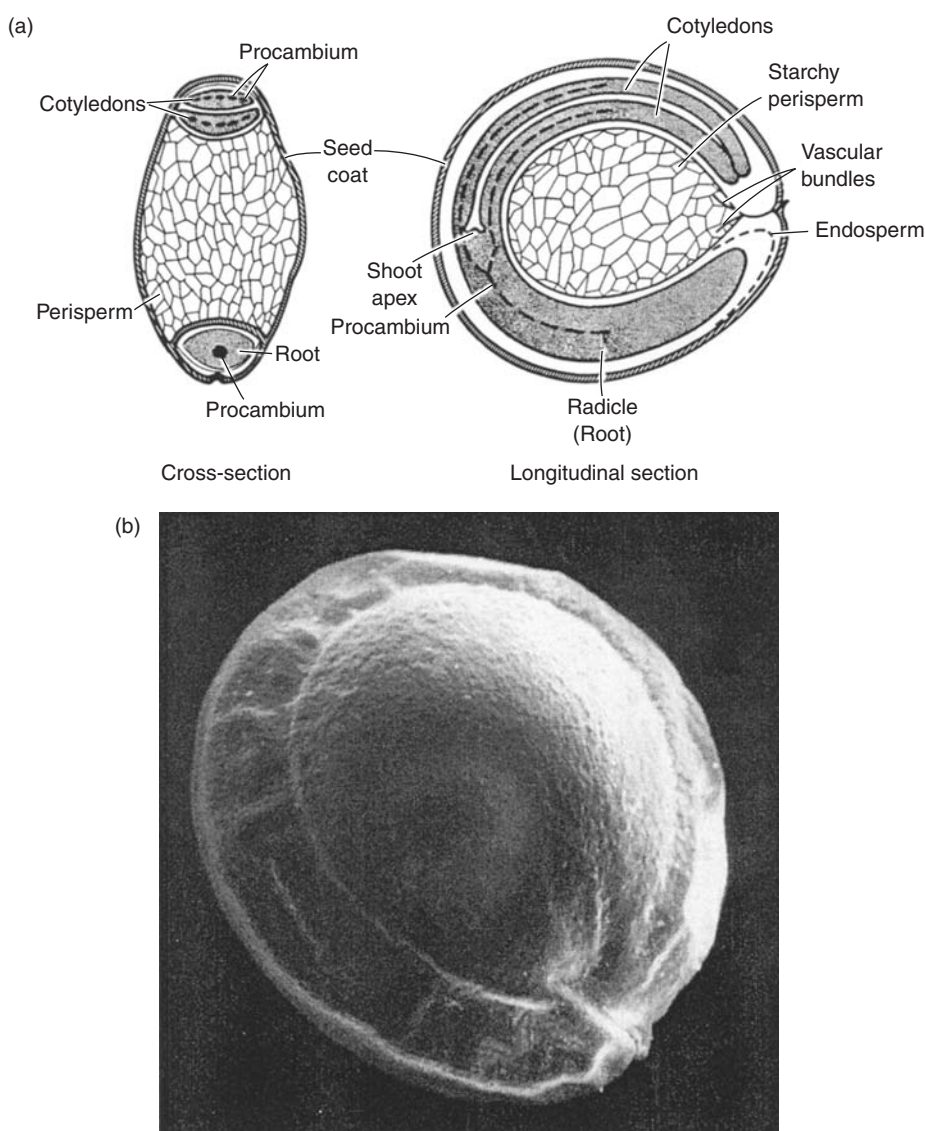 (a)
Procambium
Cotyledons
Seed
coat
Perisperm
Root
Procambium
Cross-section
Cotyledons
Starchy
perisperm
Vascular
bundles
Endosperm
Shoot
apex
Procambium
Radicle
(Root)
Longitudinal section
(b)